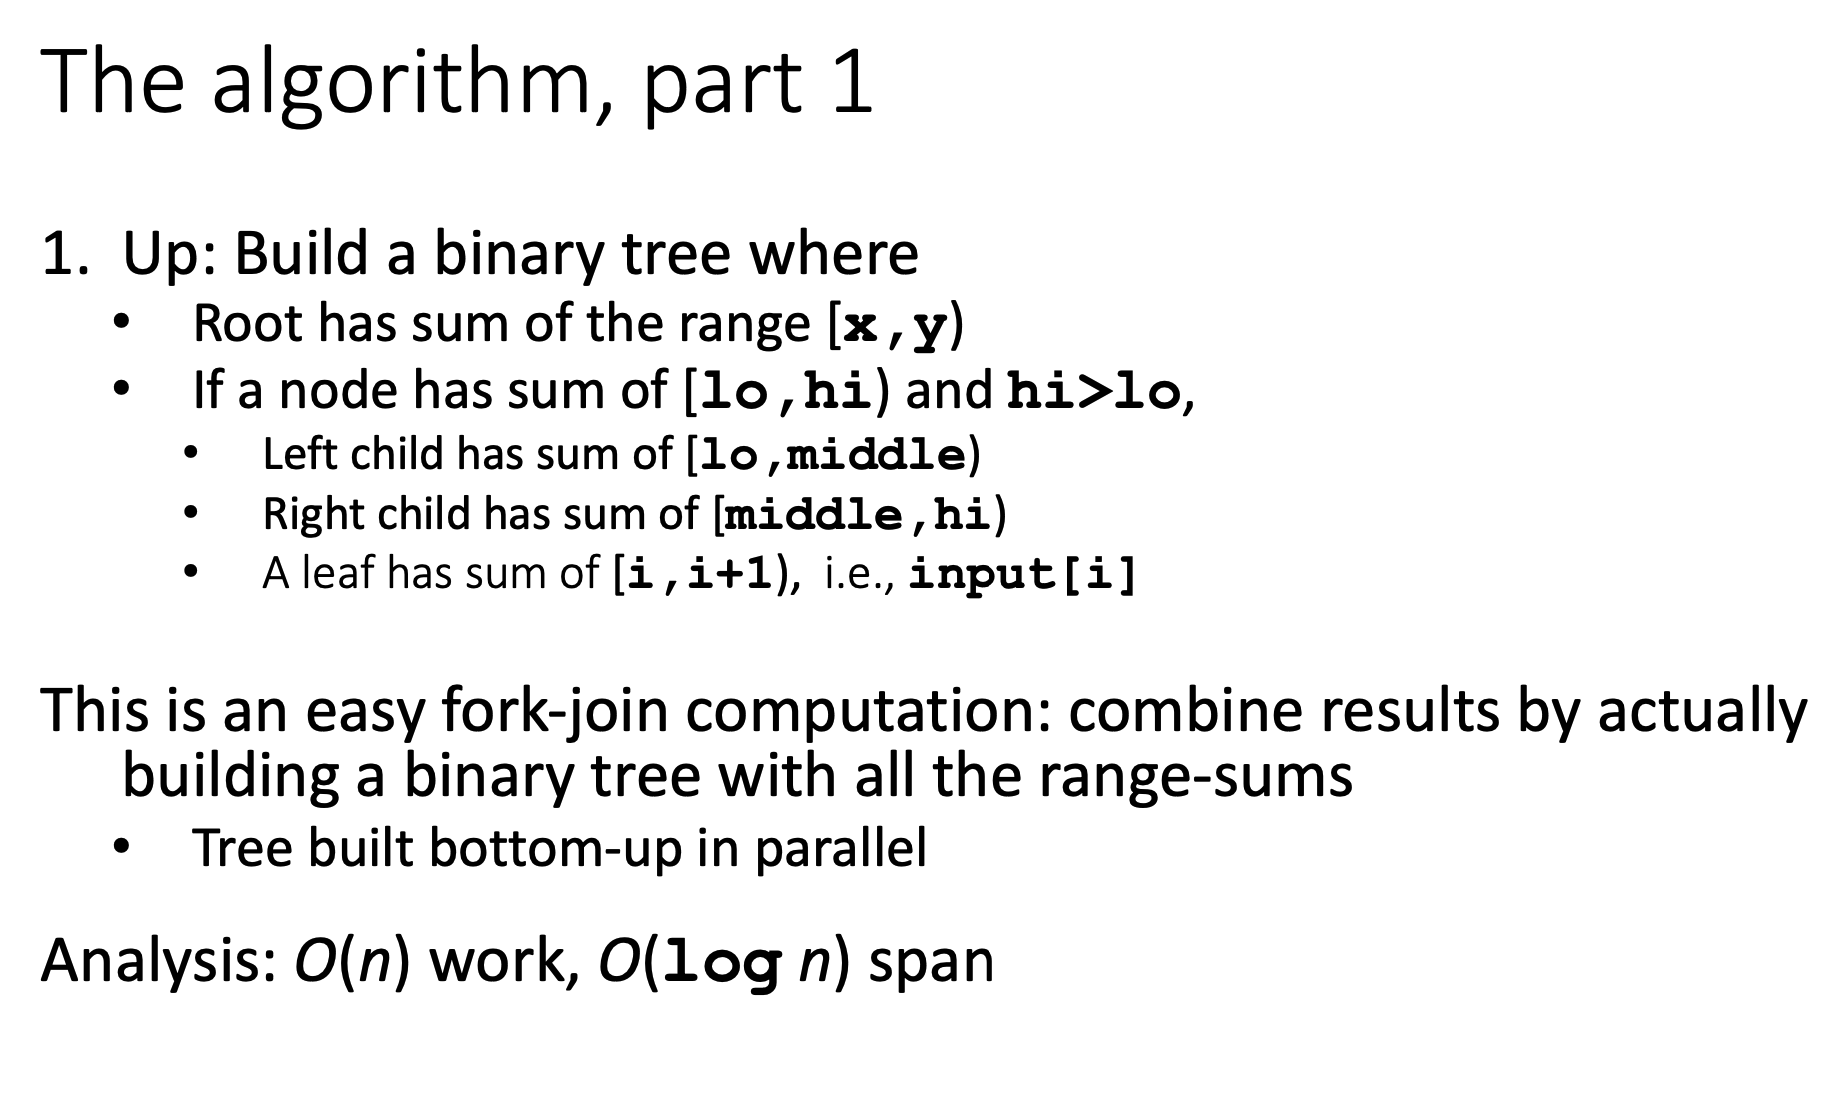 The algorithm, part 1
1. Up: Build a binary tree where
• Root has sum of the range [x,y)
• If a node has sum of [lo,hi) and hi>lo,
• Left child has sum of [lo,middle)
• Right child has sum of [middle,hi)
• A leaf has sum of [i,i+1), i.e., input[i]
This is an easy fork-join computation: combine results by actually
building a binary tree with all the range-sums
• Tree built bottom-up in parallel
Analysis: O(n) work, O(log n) span